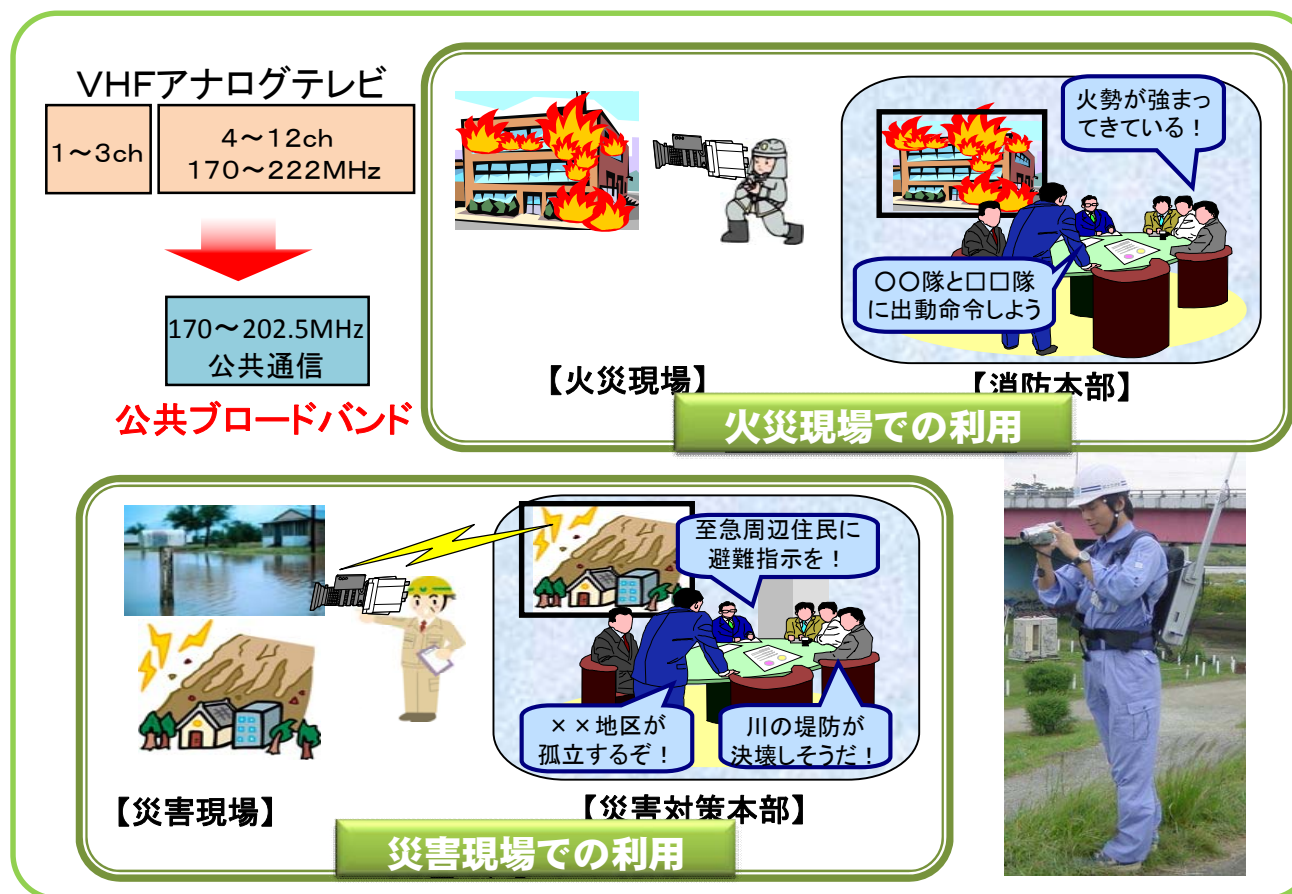 VHFアナログテレビ
1～3ch
4～12ch
170～222MHz
170～202.5MHz
公共通信
公共ブロードバンド
火勢が強まっ
てきている！
○○隊と□□隊
に出動命令しよう
【火災現場】
【消防本部】
火災現場での利用
至急周辺住民に
避難指示を！
××地区が
孤立するぞ！
川の堤防が
決壊しそうだ！
【災害現場】
【災害対策本部】
災害現場での利用